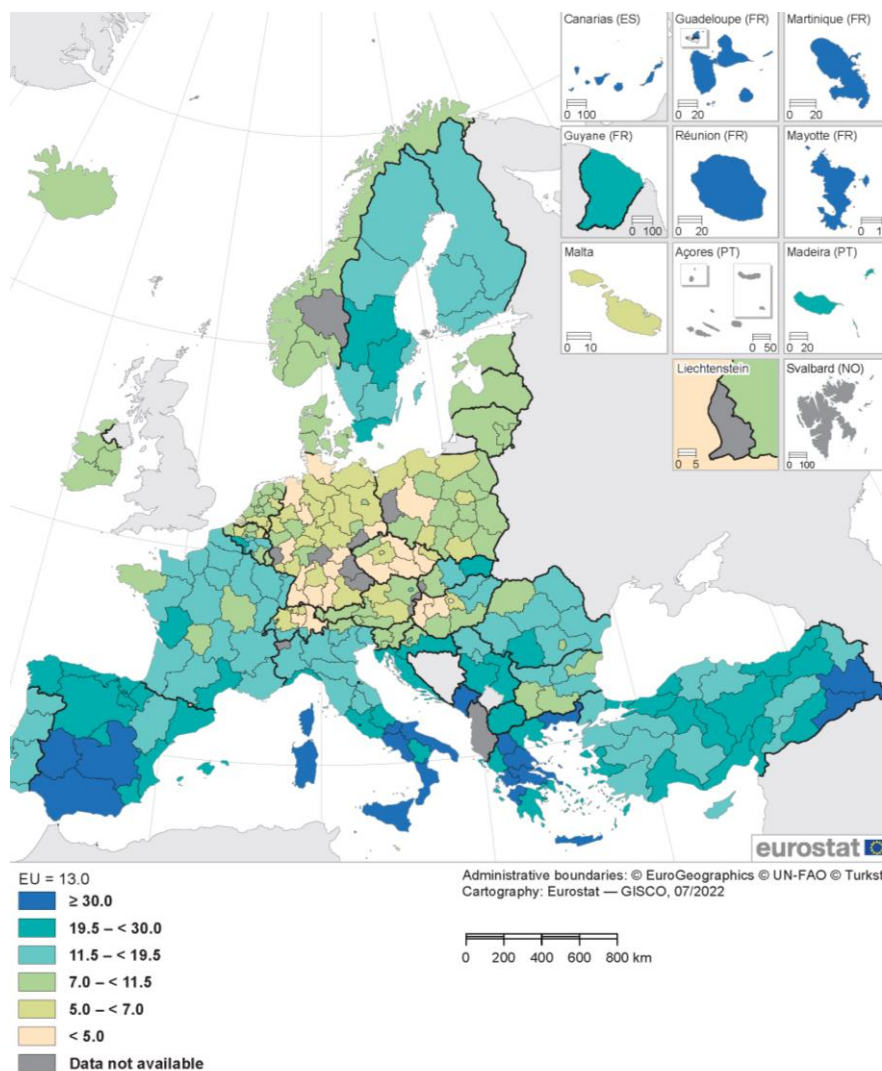 Canarias (ES)
0 100
Guadeloupe (FR)
0 20
Martinique (FR)
0 20
Guyane (FR)
0 100
Réunion (FR)
0 20
Mayotte (FR)
0 1
Malta
0 10
Açores (PT)
0 50
Madeira (PT)
0 20
Liechtenstein
0 5
Svalbard (NO)
0 100
eurostat
EU = 13.0
≥ 30.0
19.5 – < 30.0
11.5 – < 19.5
7.0 – < 11.5
5.0 – < 7.0
< 5.0
Data not available
Administrative boundaries: © EuroGeographics © UN-FAO © Turkst
Cartography: Eurostat — GISCO, 07/2022
0 200 400 600 800 km